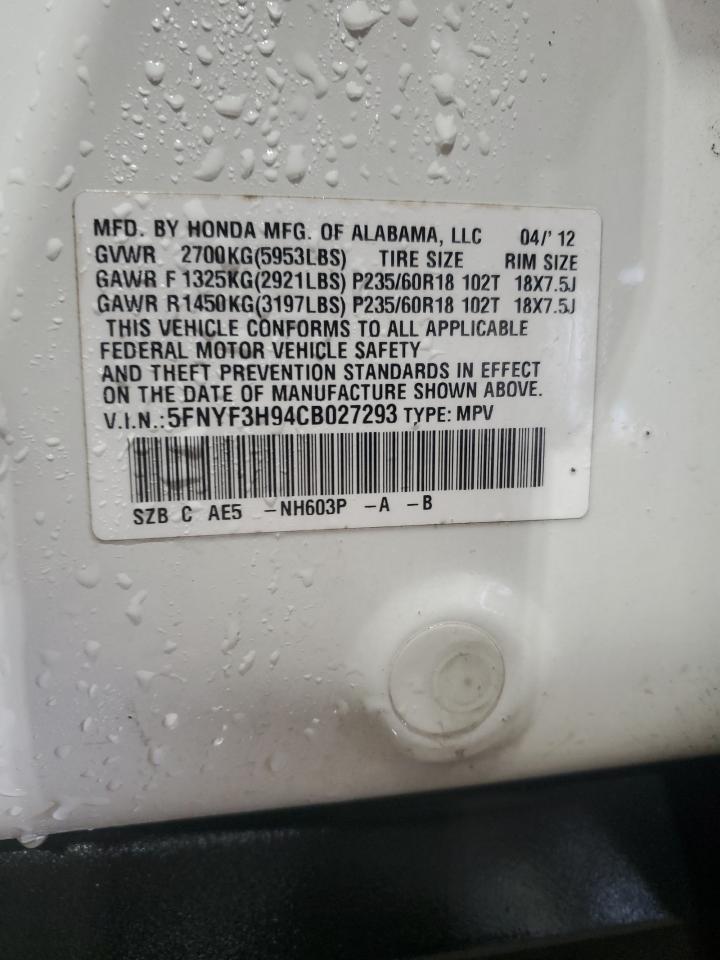 MFD. BY HONDA MFG. OF ALABAMA, LLC 04/'12
GVWR 2700KG(5953LBS) TIRE SIZE RIM SIZE
GAWR F 1325KG(2921LBS) P235/60R18 102T 18X7.5J
GAWR R 1450KG(3197LBS) P235/60R18 102T 18X7.5J
THIS VEHICLE CONFORMS TO ALL APPLICABLE
FEDERAL MOTOR VEHICLE SAFETY
AND THEFT PREVENTION STANDARDS IN EFFECT
ON THE DATE OF MANUFACTURE SHOWN ABOVE.
V.I.N.: 5FNYF3H94CB027293 TYPE: MPV
SZB C AE5 -NH603P -A -B